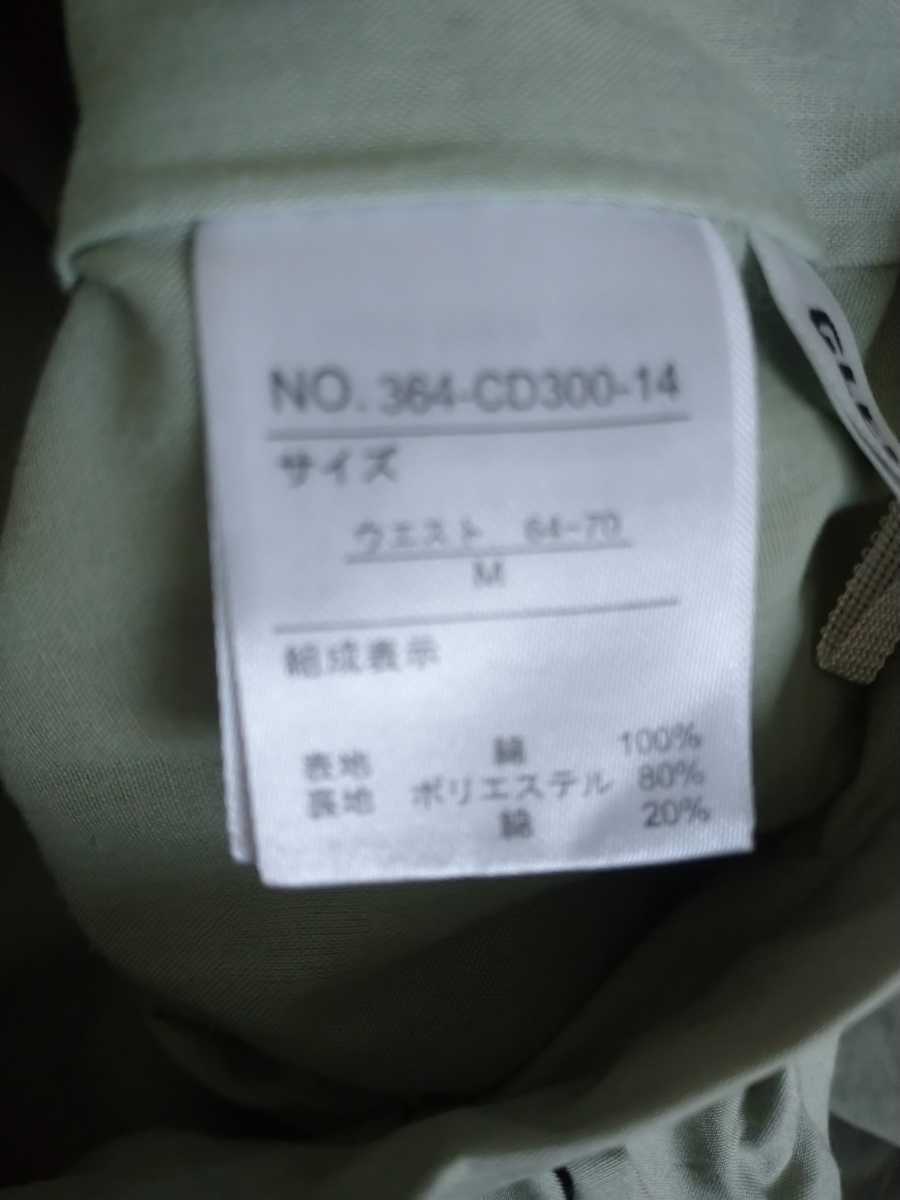 NO. 364-CD300-14
サイズ
ウエスト 64-70
M
組成表示
表地 綿 100%
裏地 ポリエステル 80%
綿 20%